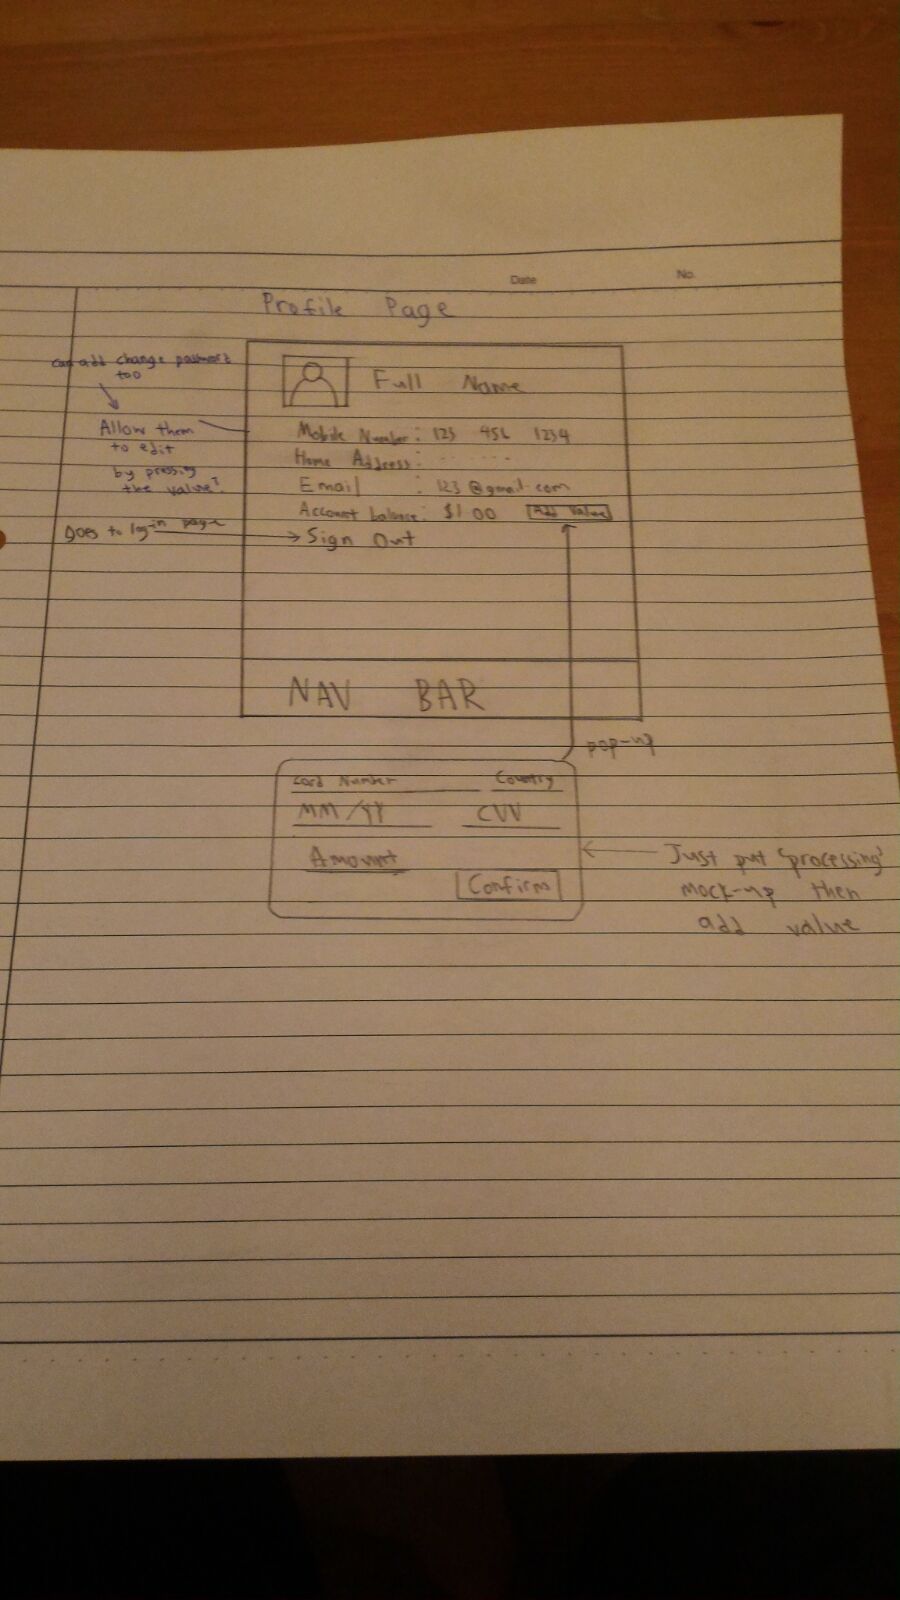 Date
No.
Profile Page
can add change password
too
Allow them
to edit
by pressing
the value?
Goes to log-in page
Full Name
Mobile Number: 123 456 1234
Home Address: - - - - - - -
Email : 123@gmail.com
Account balance: $100 Add Value
Sign Out
NAV BAR
pop-up
Card Number Country
MM/YY CVV
Amount
Confirm
Just put 'processing'
mock-up then
add value